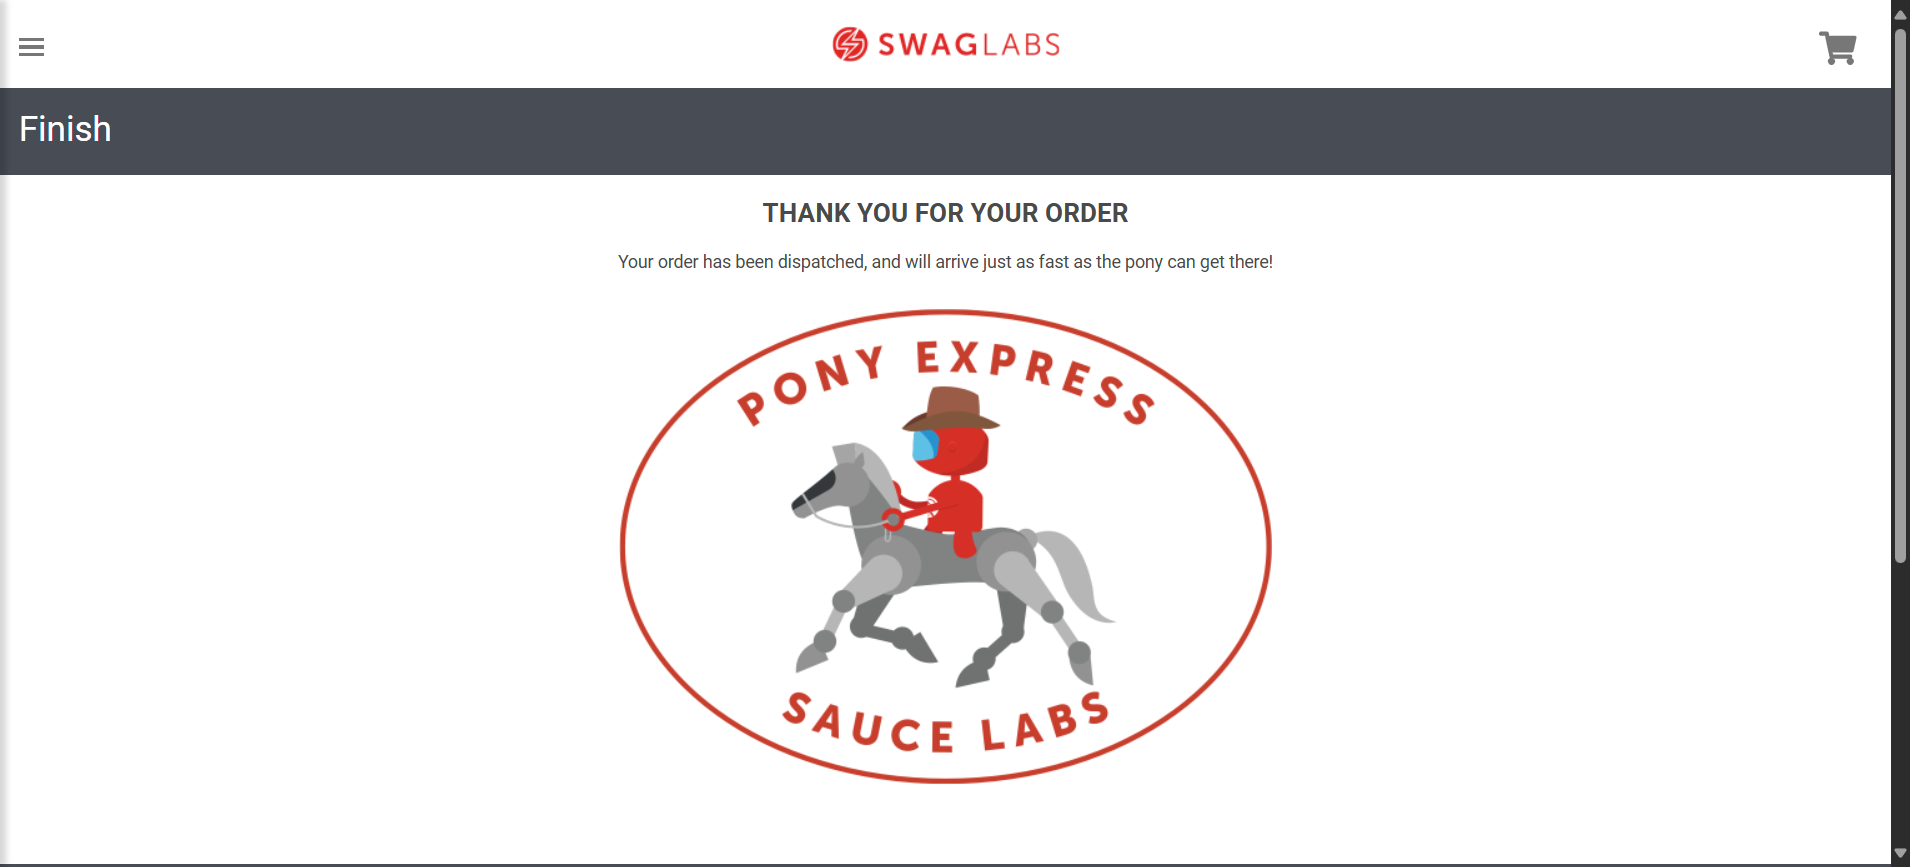 SWAGLABS
Finish
THANK YOU FOR YOUR ORDER
Your order has been dispatched, and will arrive just as fast as the pony can get there!
PONY EXPRESS
SAUCE LABS